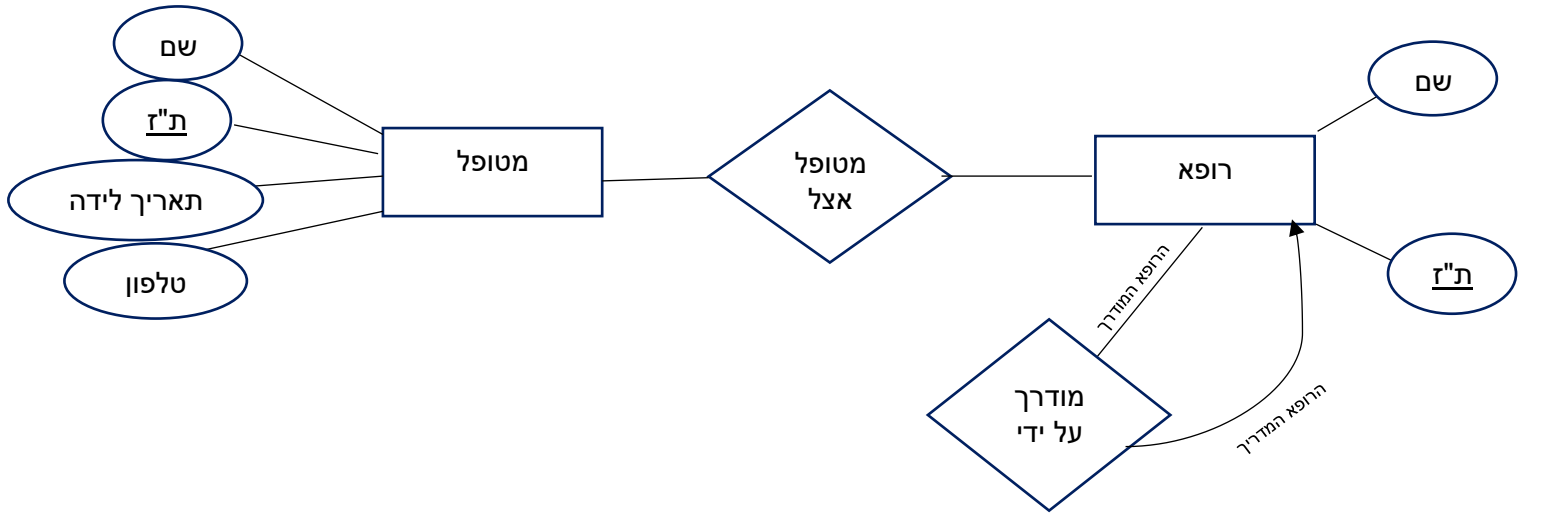 שם
ת"ז
תאריך לידה
טלפון
מטופל
מטופל
אצל
רופא
שם
ת"ז
הרופא המודרך
מודרך
על ידי
הרופא המדריך